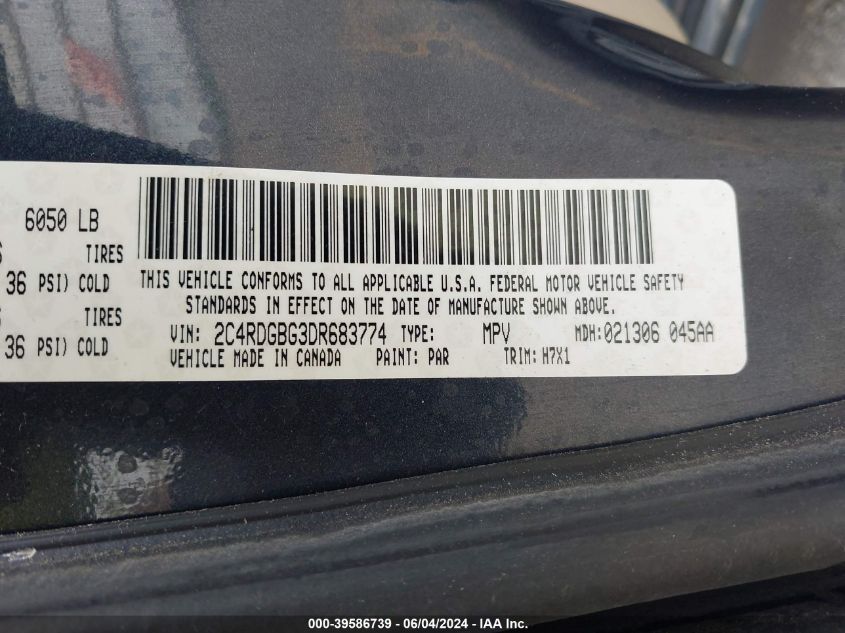 6050 LB
TIRES
36 PSI) COLD
TIRES
36 PSI) COLD
THIS VEHICLE CONFORMS TO ALL APPLICABLE U.S.A. FEDERAL MOTOR VEHICLE SAFETY
STANDARDS IN EFFECT ON THE DATE OF MANUFACTURE SHOWN ABOVE.
VIN: 2C4RDGBG3DR683774 TYPE: MPV MDH:021306 045AA
VEHICLE MADE IN CANADA PAINT: PAR TRIM: H7X1
000-39586739 - 06/04/2024 - IAA Inc.